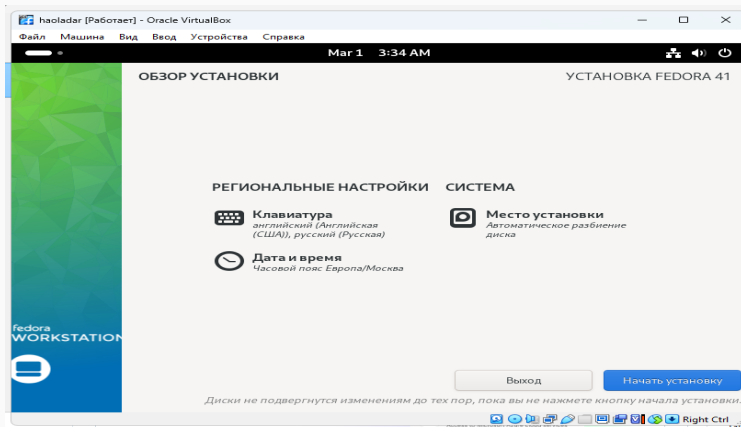 haoladar [Работает] - Oracle VirtualBox
Файл Машина Вид Ввод Устройства Справка
Mar 1 3:34 AM
ОБЗОР УСТАНОВКИ
УСТАНОВКА FEDORA 41
РЕГИОНАЛЬНЫЕ НАСТРОЙКИ
Клавиатура
английский (Английская
(США)), русский (Русская)
Дата и время
Часовой пояс Европа/Москва
СИСТЕМА
Место установки
Автоматическое разбиение
диска
fedora
WORKSTATION
Выход
Начать установку
Диски не подвергнутся изменениям до тех пор, пока вы не нажмете кнопку начала установки.
Right Ctrl